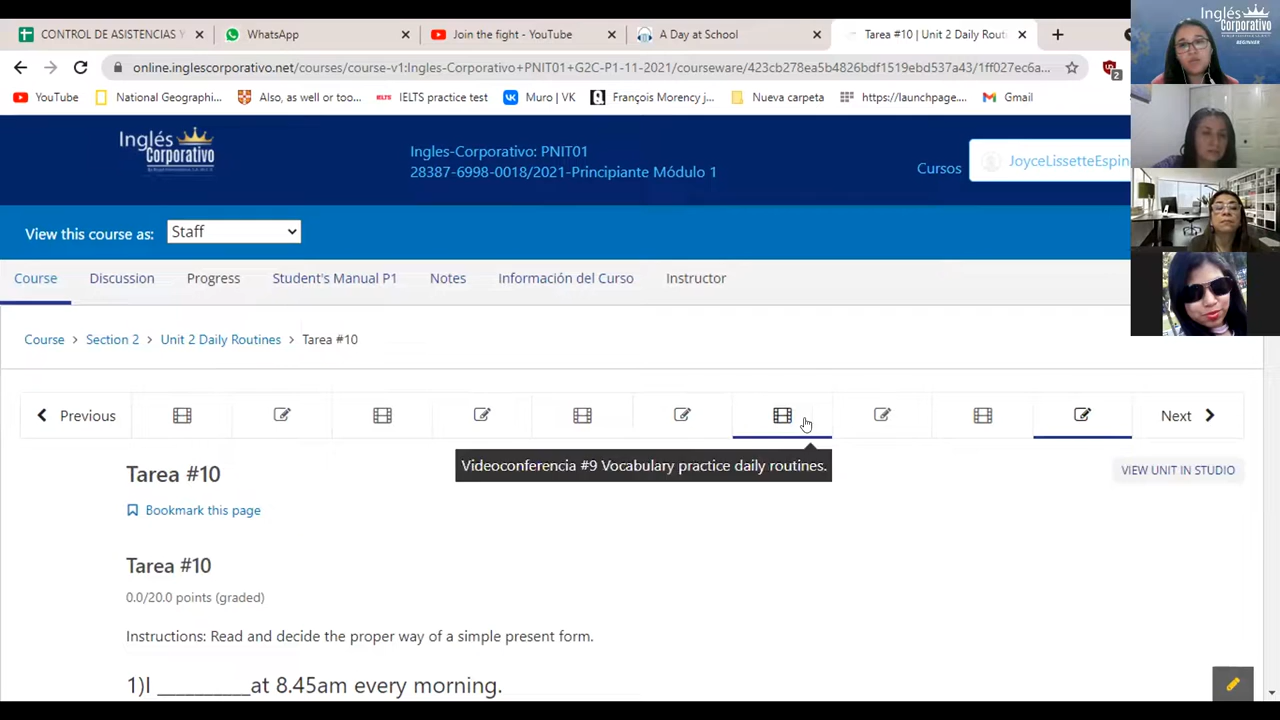 CONTROL DE ASISTENCIAS Y
WhatsApp
Join the fight - YouTube
A Day at School
Tarea #10 | Unit 2 Daily Rout
online.inglescorporativo.net/courses/course-v1:Ingles-Corporativo+PNIT01+G2C-P1-11-2021/courseware/423cb278ea5b4826bdf1519ebd537a43/1ff027ec6a...
2
YouTube
National Geographi...
Also, as well or too...
IELTS IELTS practice test
Muro | VK
François Morency j...
Nueva carpeta
https://launchpage....
Gmail
Inglés
Corporativo
BEGINNER
Inglés
Corporativo
Ingles-Corporativo: PNIT01
28387-6998-0018/2021-Principiante Módulo 1
Cursos
JoyceLissetteEspin
View this course as:
Staff
Course
Discussion
Progress
Student's Manual P1
Notes
Información del Curso
Instructor
Course > Section 2 > Unit 2 Daily Routines > Tarea #10
Previous
Next
Videoconferencia #9 Vocabulary practice daily routines.
Tarea #10
VIEW UNIT IN STUDIO
Bookmark this page
Tarea #10
0.0/20.0 points (graded)
Instructions: Read and decide the proper way of a simple present form.
1)I __________at 8.45am every morning.